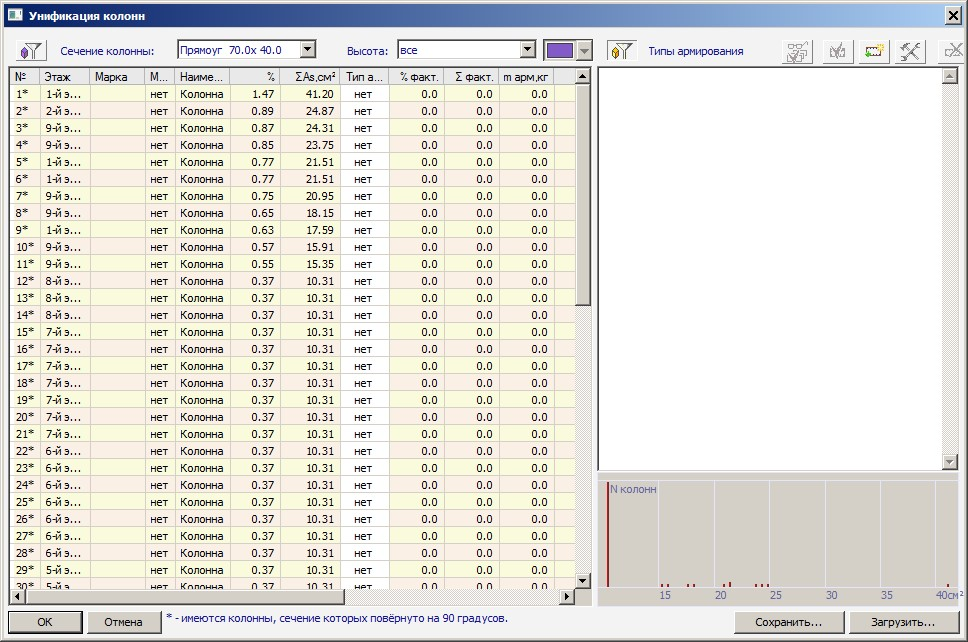 Унификация колонн
Сечение колонны: Прямоуг 70.0x 40.0 Высота: все Типы армирования
№ Этаж Марка М... Наиме... % ΣAs,см² Тип а... % факт. Σ факт. m арм,кг
1* 1-й э... нет Колонна 1.47 41.20 нет 0.0 0.0 0.0
2* 2-й э... нет Колонна 0.89 24.87 нет 0.0 0.0 0.0
3* 9-й э... нет Колонна 0.87 24.31 нет 0.0 0.0 0.0
4* 9-й э... нет Колонна 0.85 23.75 нет 0.0 0.0 0.0
5* 1-й э... нет Колонна 0.77 21.51 нет 0.0 0.0 0.0
6* 1-й э... нет Колонна 0.77 21.51 нет 0.0 0.0 0.0
7* 9-й э... нет Колонна 0.75 20.95 нет 0.0 0.0 0.0
8* 9-й э... нет Колонна 0.65 18.15 нет 0.0 0.0 0.0
9* 1-й э... нет Колонна 0.63 17.59 нет 0.0 0.0 0.0
10* 9-й э... нет Колонна 0.57 15.91 нет 0.0 0.0 0.0
11* 9-й э... нет Колонна 0.55 15.35 нет 0.0 0.0 0.0
12* 8-й э... нет Колонна 0.37 10.31 нет 0.0 0.0 0.0
13* 8-й э... нет Колонна 0.37 10.31 нет 0.0 0.0 0.0
14* 8-й э... нет Колонна 0.37 10.31 нет 0.0 0.0 0.0
15* 7-й э... нет Колонна 0.37 10.31 нет 0.0 0.0 0.0
16* 7-й э... нет Колонна 0.37 10.31 нет 0.0 0.0 0.0
17* 7-й э... нет Колонна 0.37 10.31 нет 0.0 0.0 0.0
18* 7-й э... нет Колонна 0.37 10.31 нет 0.0 0.0 0.0
19* 7-й э... нет Колонна 0.37 10.31 нет 0.0 0.0 0.0
20* 7-й э... нет Колонна 0.37 10.31 нет 0.0 0.0 0.0
21* 7-й э... нет Колонна 0.37 10.31 нет 0.0 0.0 0.0
22* 6-й э... нет Колонна 0.37 10.31 нет 0.0 0.0 0.0
23* 6-й э... нет Колонна 0.37 10.31 нет 0.0 0.0 0.0
24* 6-й э... нет Колонна 0.37 10.31 нет 0.0 0.0 0.0
25* 6-й э... нет Колонна 0.37 10.31 нет 0.0 0.0 0.0
26* 6-й э... нет Колонна 0.37 10.31 нет 0.0 0.0 0.0
27* 6-й э... нет Колонна 0.37 10.31 нет 0.0 0.0 0.0
28* 6-й э... нет Колонна 0.37 10.31 нет 0.0 0.0 0.0
29* 5-й э... нет Колонна 0.37 10.31 нет 0.0 0.0 0.0
30* 5-й э... нет Колонна 0.37 10.31 нет 0.0 0.0 0.0
N колонн
15 20 25 30 35 40см²
OK Отмена * - имеются колонны, сечение которых повёрнуто на 90 градусов. Сохранить... Загрузить...